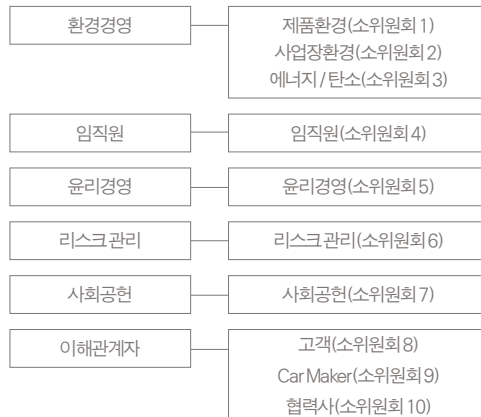 환경경영
제품환경(소위원회1)
사업장환경(소위원회2)
에너지/탄소(소위원회3)
임직원
임직원(소위원회4)
윤리경영
윤리경영(소위원회5)
리스크관리
리스크관리(소위원회6)
사회공헌
사회공헌(소위원회7)
이해관계자
고객(소위원회8)
Car Maker(소위원회9)
협력사(소위원회10)